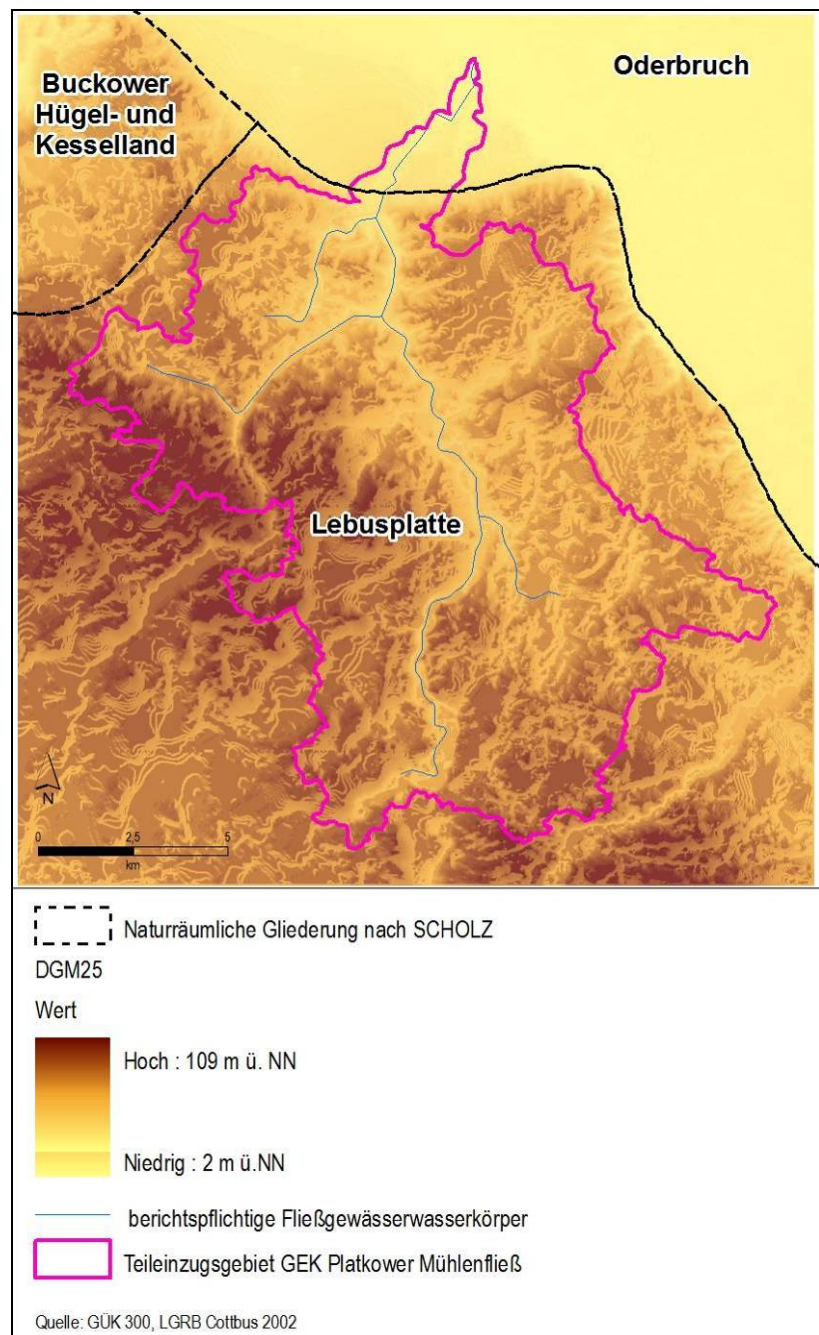 Buckower
Hügel- und
Kesselland
Oderbruch
Lebusplatte
N
0 2,5 5
km
Naturräumliche Gliederung nach SCHOLZ
DGM25
Wert
Hoch : 109 m ü. NN
Niedrig : 2 m ü.NN
berichtspflichtige Fließgewässerwasserkörper
Teileinzugsgebiet GEK Platkower Mühlenfließ
Quelle: GÜK 300, LGRB Cottbus 2002